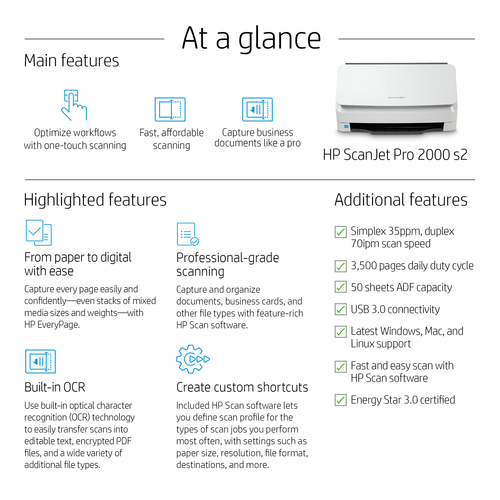 At a glance
Main features
Optimize workflows
with one-touch scanning
Fast, affordable
scanning
Capture business
documents like a pro
HP ScanJet Pro 2000 s2
Highlighted features
From paper to digital
with ease
Capture every page easily and
confidently—even stacks of mixed
media sizes and weights—with
HP EveryPage.
Professional-grade
scanning
Capture and organize
documents, business cards, and
other file types with feature-rich
HP Scan software.
Built-in OCR
Use built-in optical character
recognition (OCR) technology
to easily transfer scans into
editable text, encrypted PDF
files, and a wide variety of
additional file types.
Create custom shortcuts
Included HP Scan software lets
you define scan profile for the
types of scan jobs you perform
most often, with settings such as
paper size, resolution, file format,
destinations, and more.
Additional features
Simplex 35ppm, duplex
70ipm scan speed
3,500 pages daily duty cycle
50 sheets ADF capacity
USB 3.0 connectivity
Latest Windows, Mac, and
Linux support
Fast and easy scan with
HP Scan software
Energy Star 3.0 certified